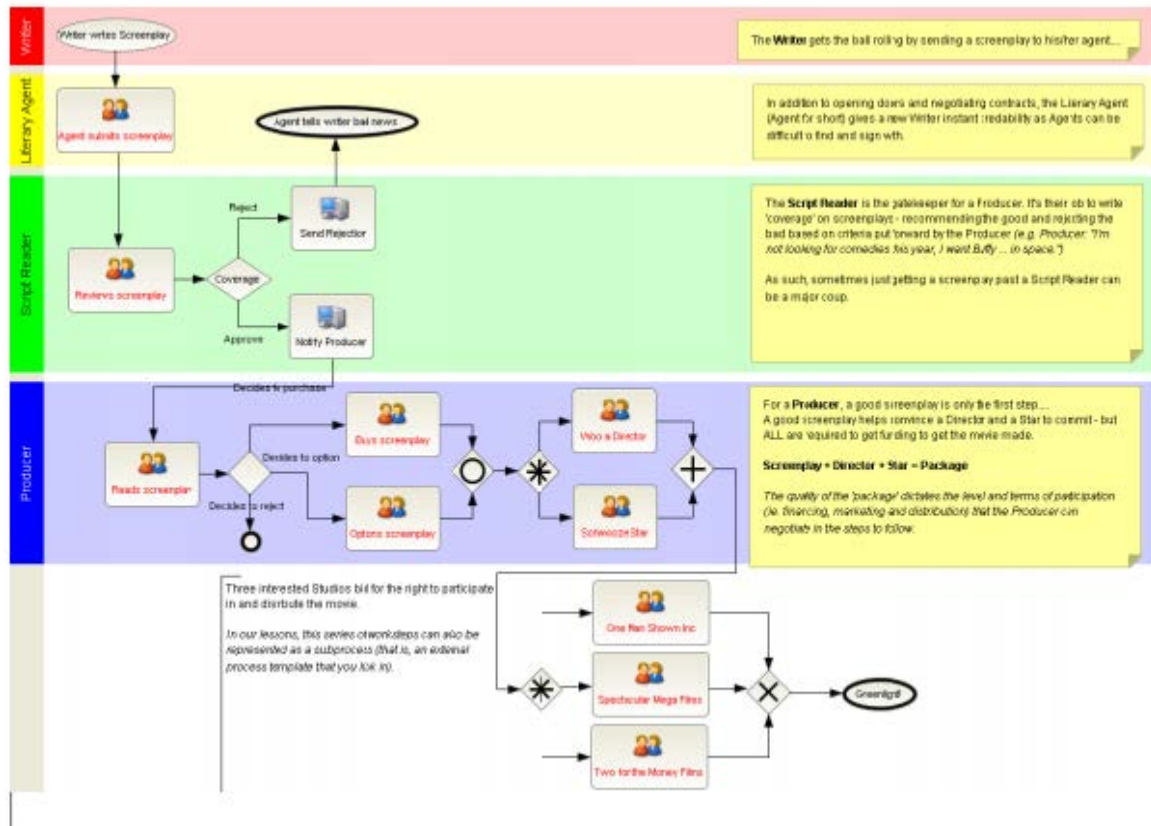 Writer
Writer writes Screenplay
The Writer gets the ball rolling by sending a screenplay to his/her agent....
Literary Agent
Agent submits screenplay
Agent tells writer bad news
In addition to opening doors and negotiating contracts, the Literary Agent
(Agent for short) gives a new Writer instant credability as Agents can be
difficult to find and sign with.
Script Reader
Reviews screenplay
Coverage
Reject
Send Rejection
Approve
Notify Producer
The Script Reader is the gatekeeper for a Producer. It's their job to write
'coverage' on screenplays - recommending the good and rejecting the
bad based on criteria put forward by the Producer (e.g. Producer: "I'm
not looking for comedies this year, I want Buffy ... in space.")
As such, sometimes just getting a screenplay past a Script Reader can
be a major coup.
Producer
Reads screenplay
Decides to purchase
Decides to option
Decides to reject
Buys screenplay
Options screenplay
Woo a Director
Schmooze Star
For a Producer, a good screenplay is only the first step....
A good screenplay helps convince a Director and a Star to commit - but
ALL are required to get funding to get the movie made.
Screenplay + Director + Star = Package
The quality of the 'package' dictates the level and terms of participation
(ie. financing, marketing and distribution) that the Producer can
negotiate in the steps to follow.
Three interested Studios bid for the right to participate
in and distribute the movie.
In our lessons, this series of worksteps can also be
represented as a subprocess (that is, an external
process template that you link in).
One Man Shown Inc
Spectacular Mega Films
Two for the Money Films
Greenlight!